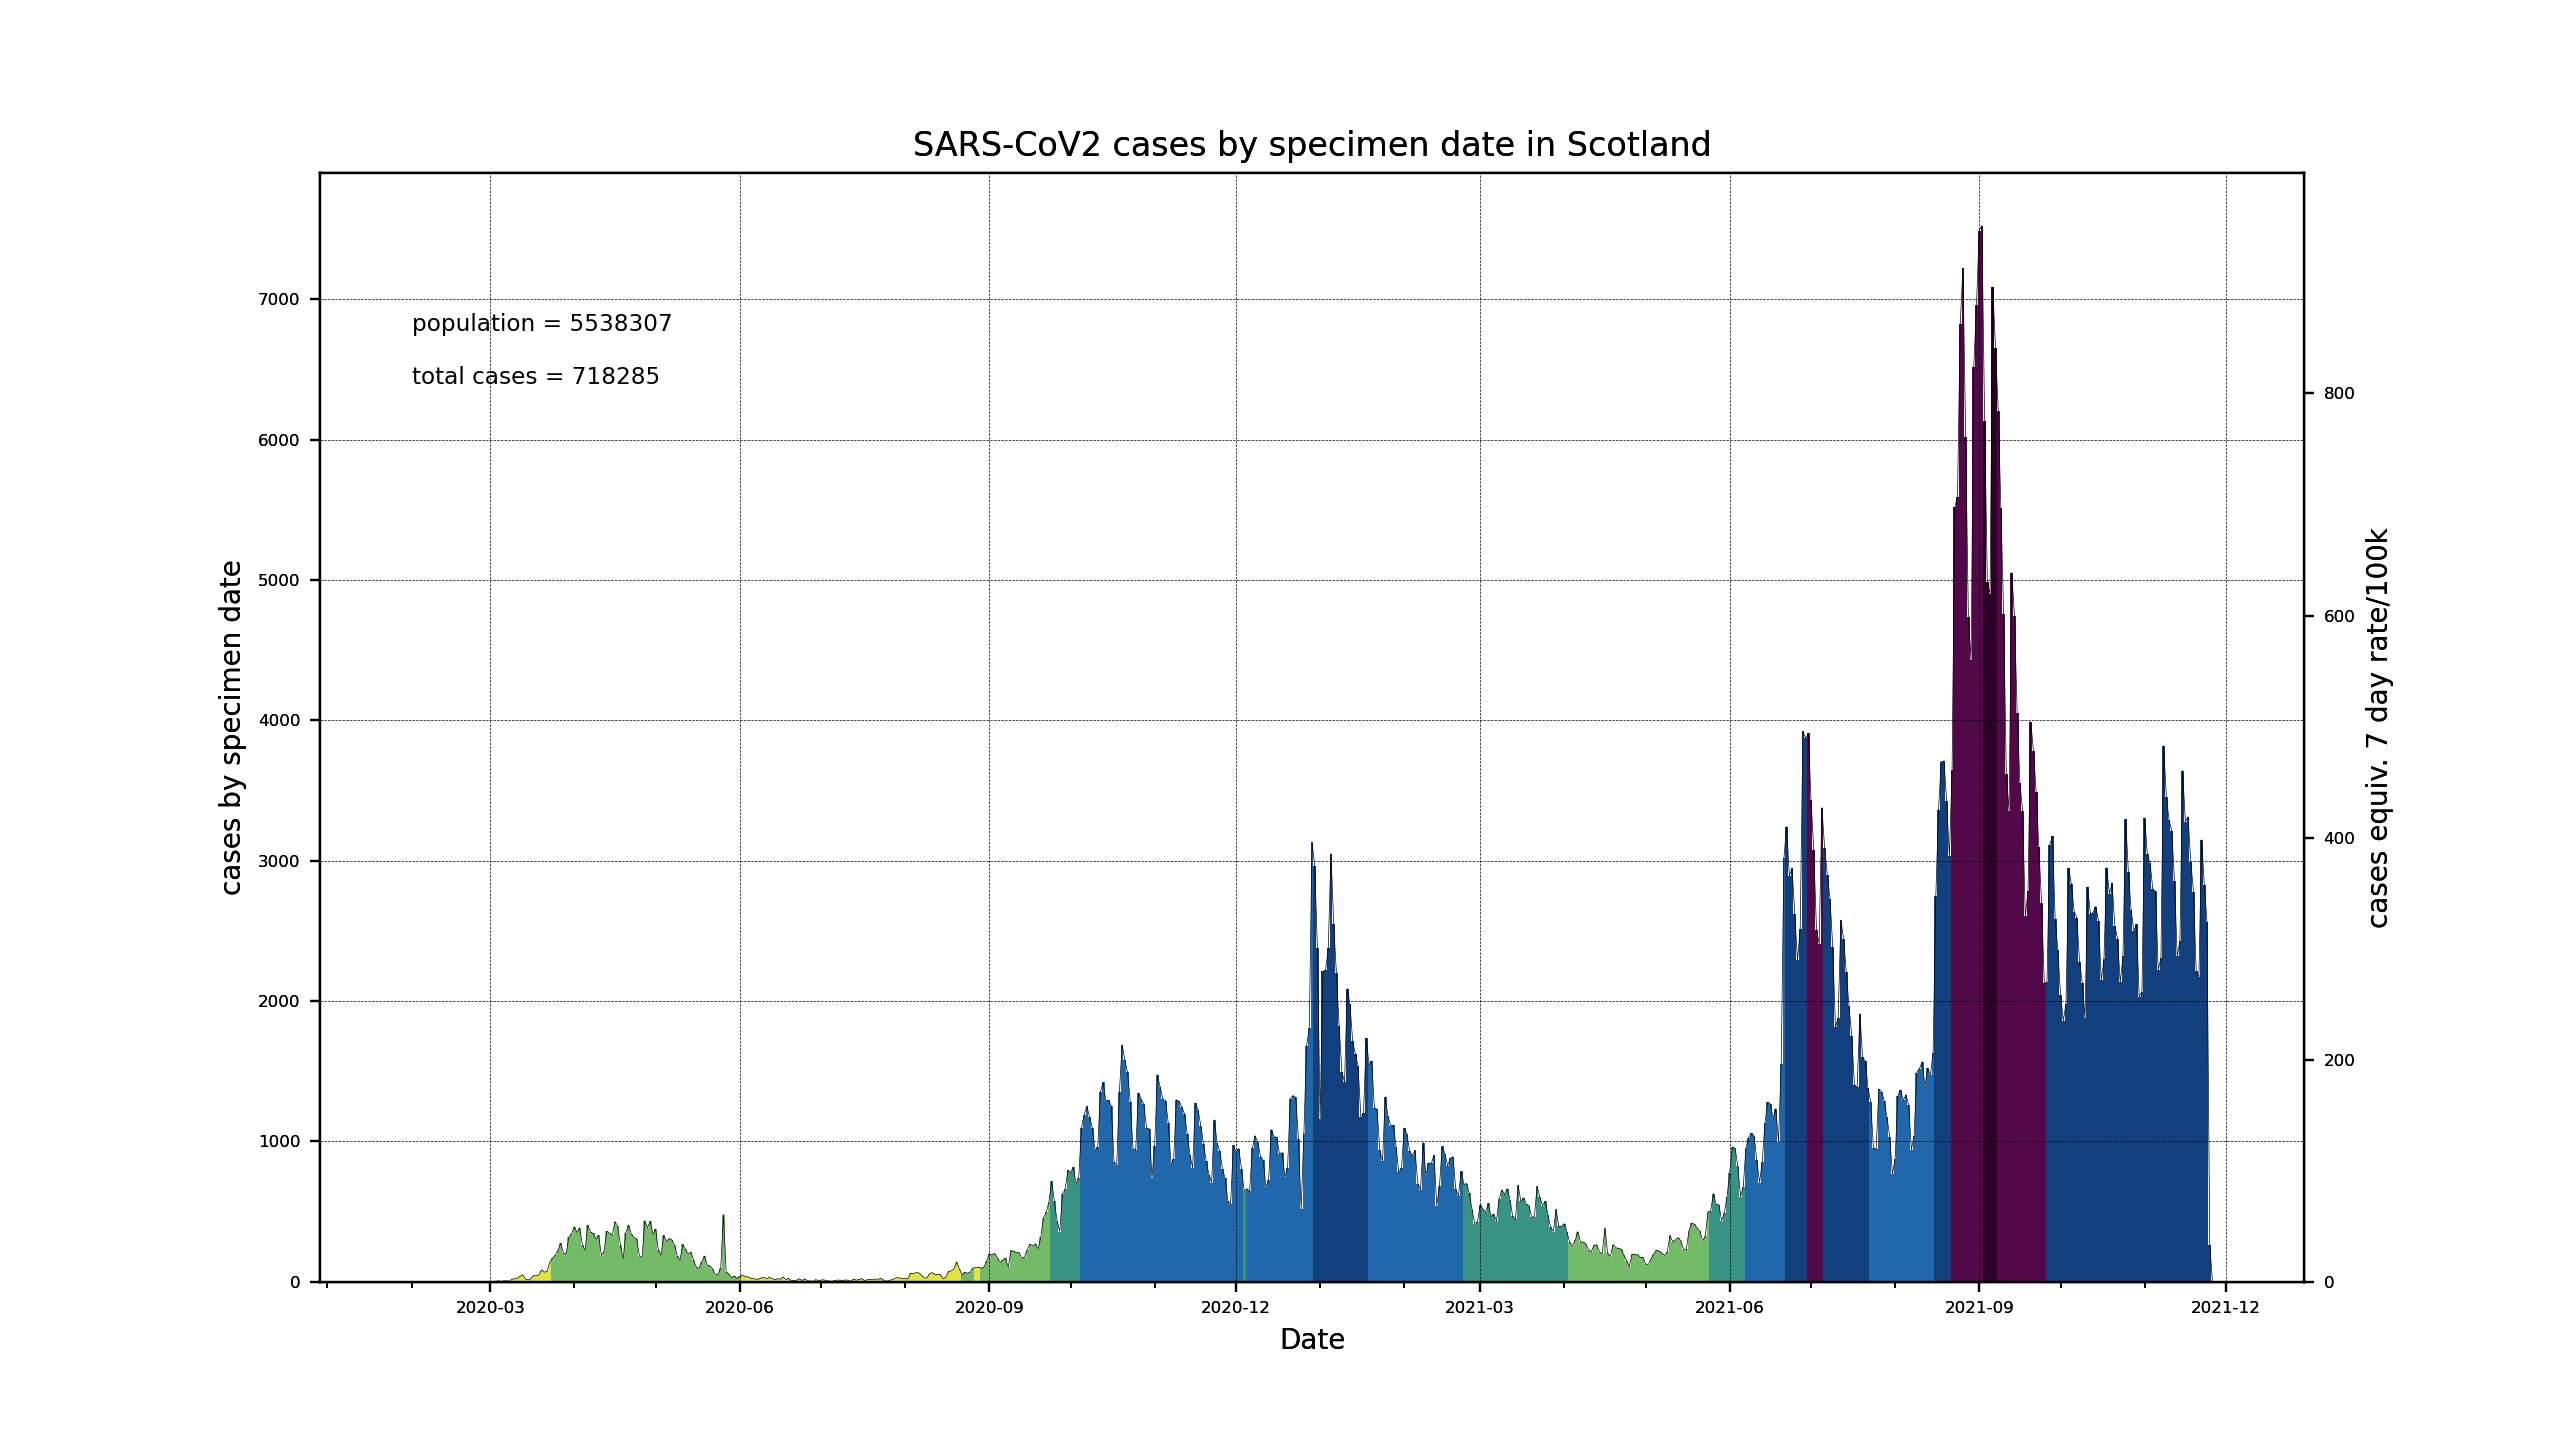 SARS-CoV2 cases by specimen date in Scotland
population = 5538307
total cases = 718285
cases by specimen date
7000
6000
5000
4000
3000
2000
1000
0
800
600
400
200
0
cases equiv. 7 day rate/100k
2020-03 2020-06 2020-09 2020-12 2021-03 2021-06 2021-09 2021-12
Date